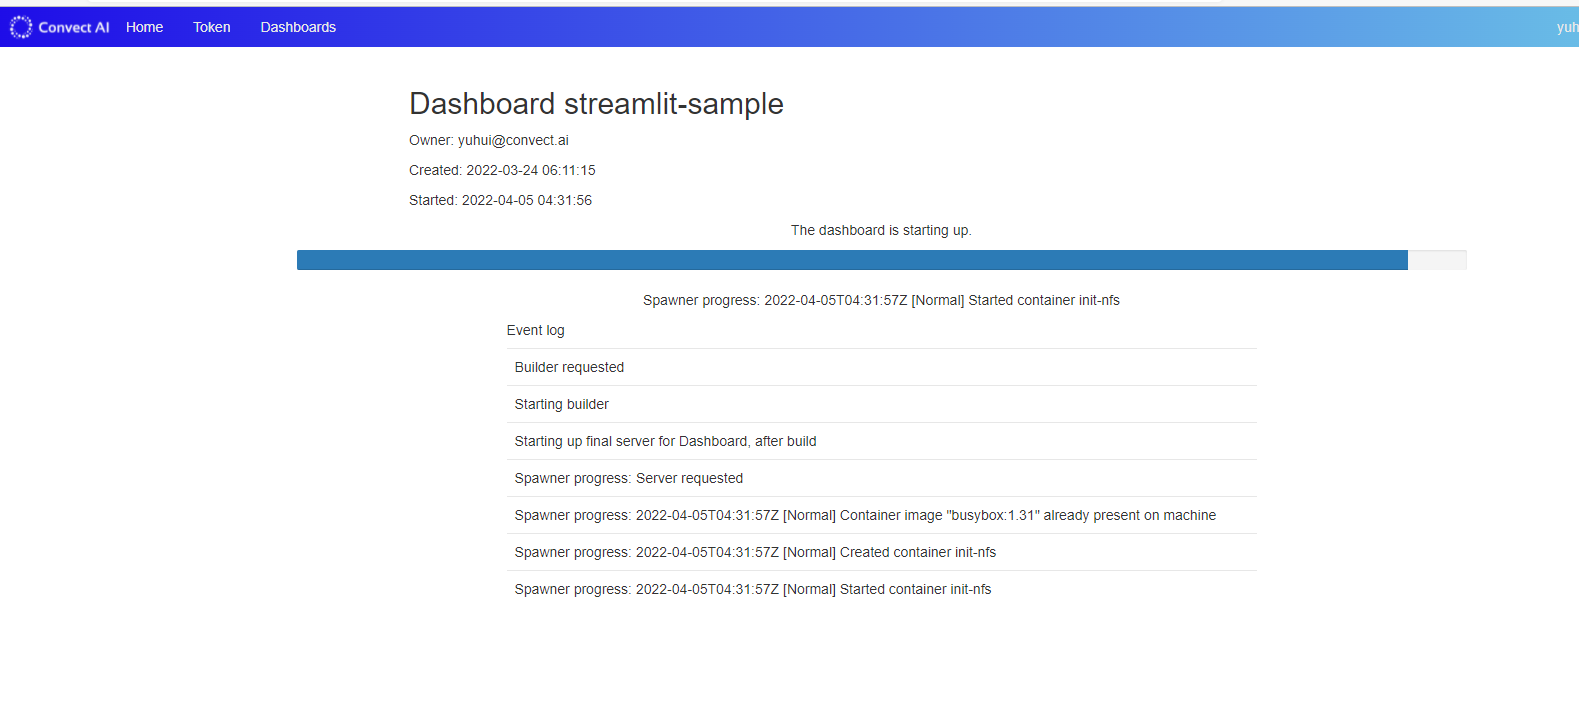 Convect AI Home Token Dashboards yuh
Dashboard streamlit-sample
Owner: yuhui@convect.ai
Created: 2022-03-24 06:11:15
Started: 2022-04-05 04:31:56
The dashboard is starting up.
Spawner progress: 2022-04-05T04:31:57Z [Normal] Started container init-nfs
Event log
Builder requested
Starting builder
Starting up final server for Dashboard, after build
Spawner progress: Server requested
Spawner progress: 2022-04-05T04:31:57Z [Normal] Container image "busybox:1.31" already present on machine
Spawner progress: 2022-04-05T04:31:57Z [Normal] Created container init-nfs
Spawner progress: 2022-04-05T04:31:57Z [Normal] Started container init-nfs